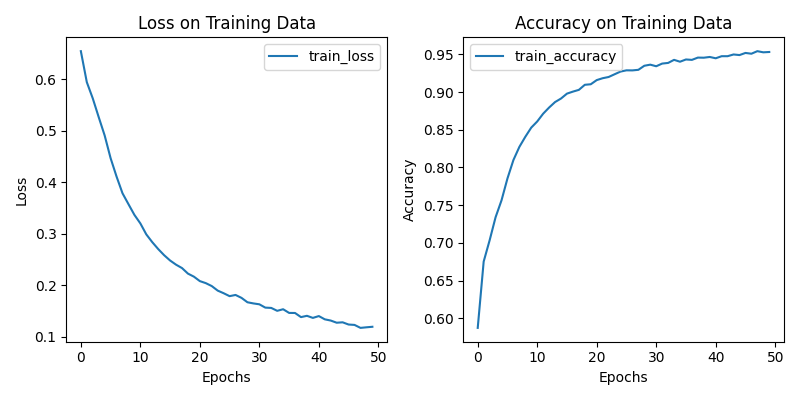 Loss on Training Data
train_loss
0.6
0.5
0.4
0.3
0.2
0.1
Loss
0 10 20 30 40 50
Epochs
Accuracy on Training Data
train_accuracy
0.95
0.90
0.85
0.80
0.75
0.70
0.65
0.60
Accuracy
0 10 20 30 40 50
Epochs